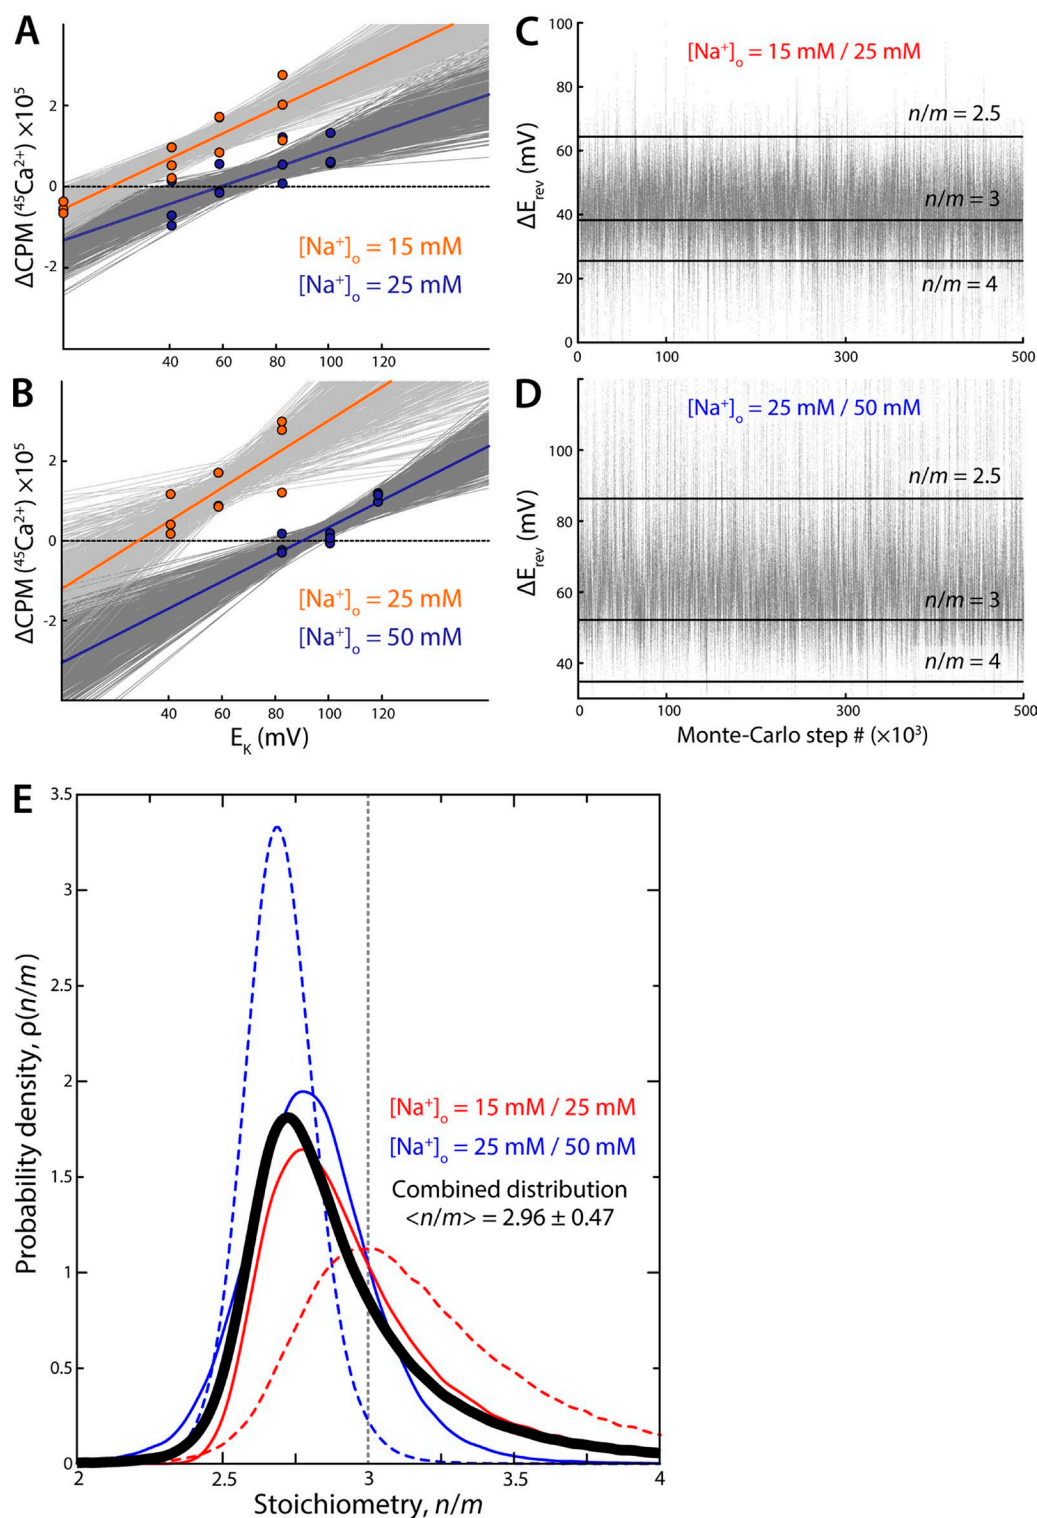 A
ΔCPM (⁴⁵Ca²⁺) ×10⁵
2
0
-2
[Na⁺]ₒ = 15 mM
[Na⁺]ₒ = 25 mM
40 60 80 100 120
B
ΔCPM (⁴⁵Ca²⁺) ×10⁵
2
0
-2
[Na⁺]ₒ = 25 mM
[Na⁺]ₒ = 50 mM
40 60 80 100 120
E_K (mV)
C
ΔE_rev (mV)
100
80
60
40
20
0
[Na⁺]ₒ = 15 mM / 25 mM
n/m = 2.5
n/m = 3
n/m = 4
0 100 300 500
D
ΔE_rev (mV)
100
80
60
40
[Na⁺]ₒ = 25 mM / 50 mM
n/m = 2.5
n/m = 3
n/m = 4
0 100 300 500
Monte-Carlo step # (×10³)
E
Probability density, ρ(n/m)
3.5
3
2.5
2
1.5
1
0.5
0
[Na⁺]ₒ = 15 mM / 25 mM
[Na⁺]ₒ = 25 mM / 50 mM
Combined distribution
<n/m> = 2.96 ± 0.47
2 2.5 3 3.5 4
Stoichiometry, n/m